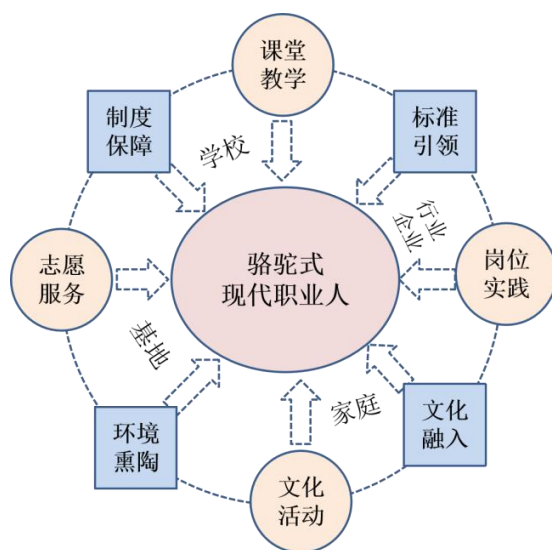 课堂
教学
制度
保障
标准
引领
学校
行业
企业
志愿
服务
骆驼式
现代职业人
岗位
实践
基地
家庭
环境
熏陶
文化
融入
文化
活动